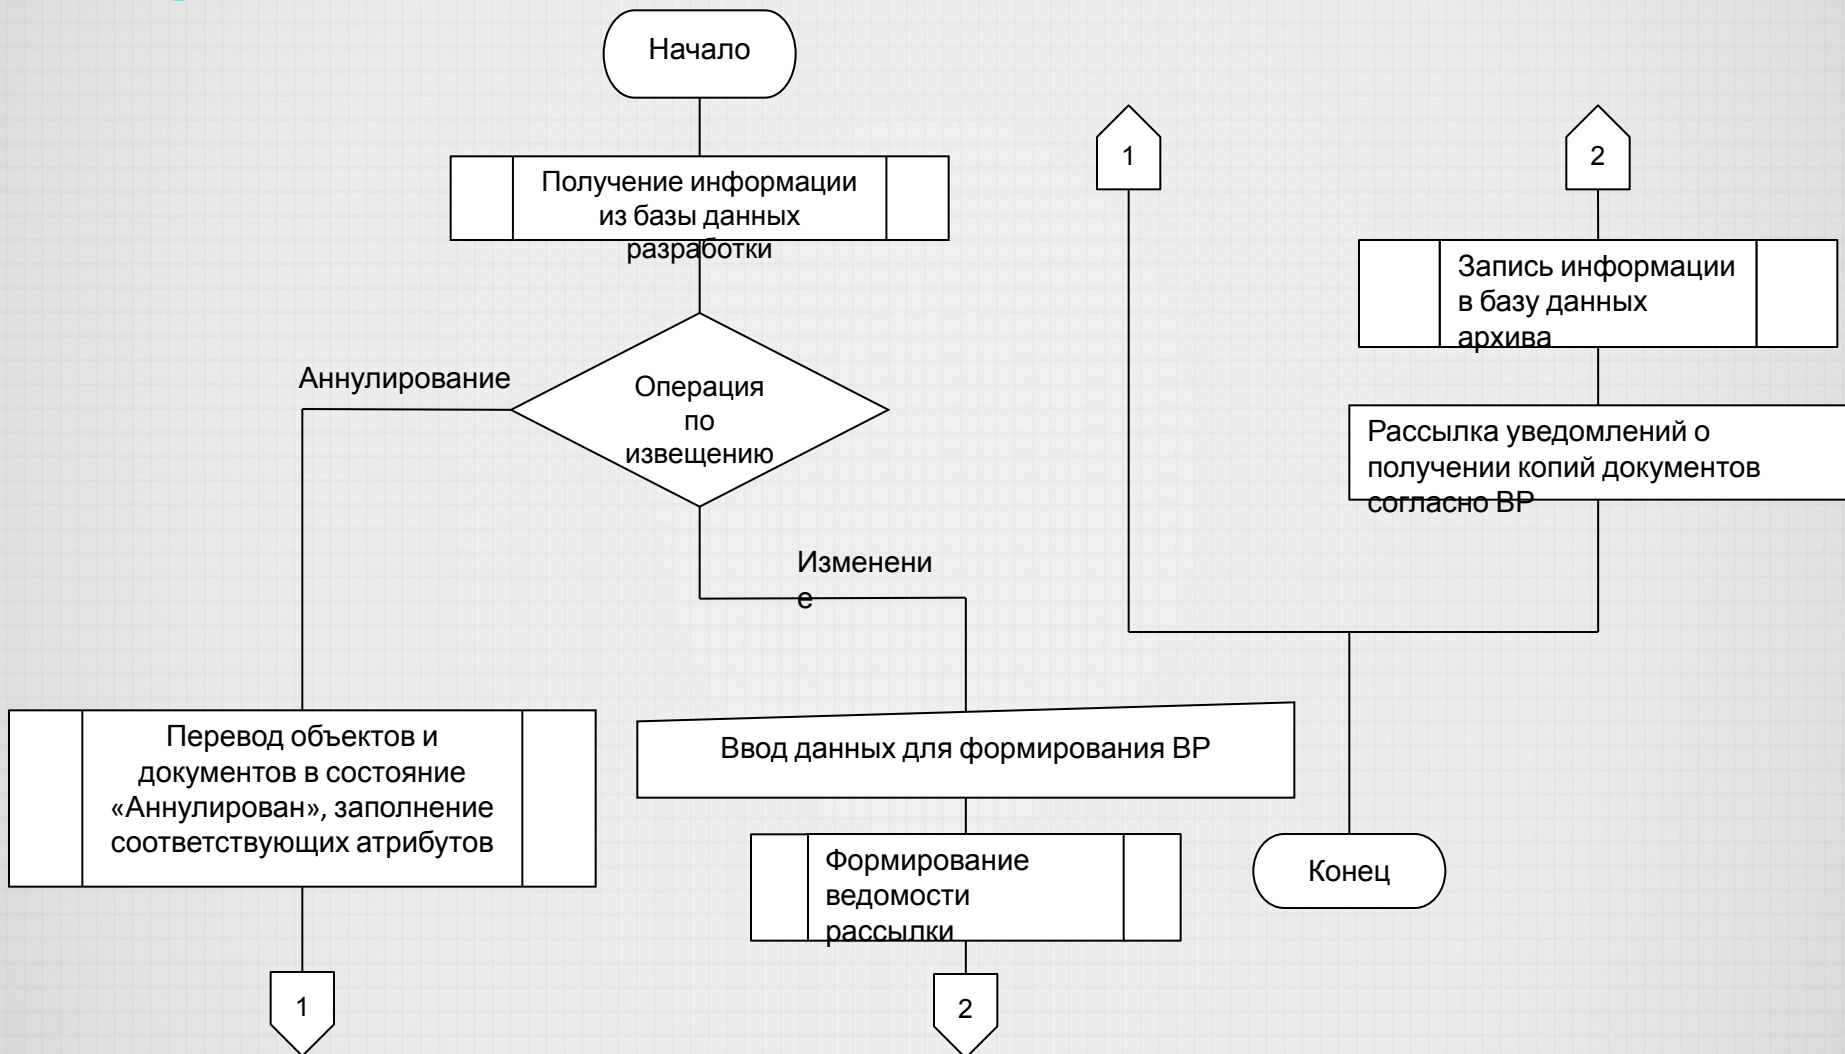 Начало
Получение информации
из базы данных
разработки
Аннулирование
Операция
по
извещению
Изменени
е
Перевод объектов и
документов в состояние
«Аннулирован», заполнение
соответствующих атрибутов
Ввод данных для формирования ВР
Формирование
ведомости
рассылки
1
2
1
2
Запись информации
в базу данных
архива
Рассылка уведомлений о
получении копий документов
согласно ВР
Конец